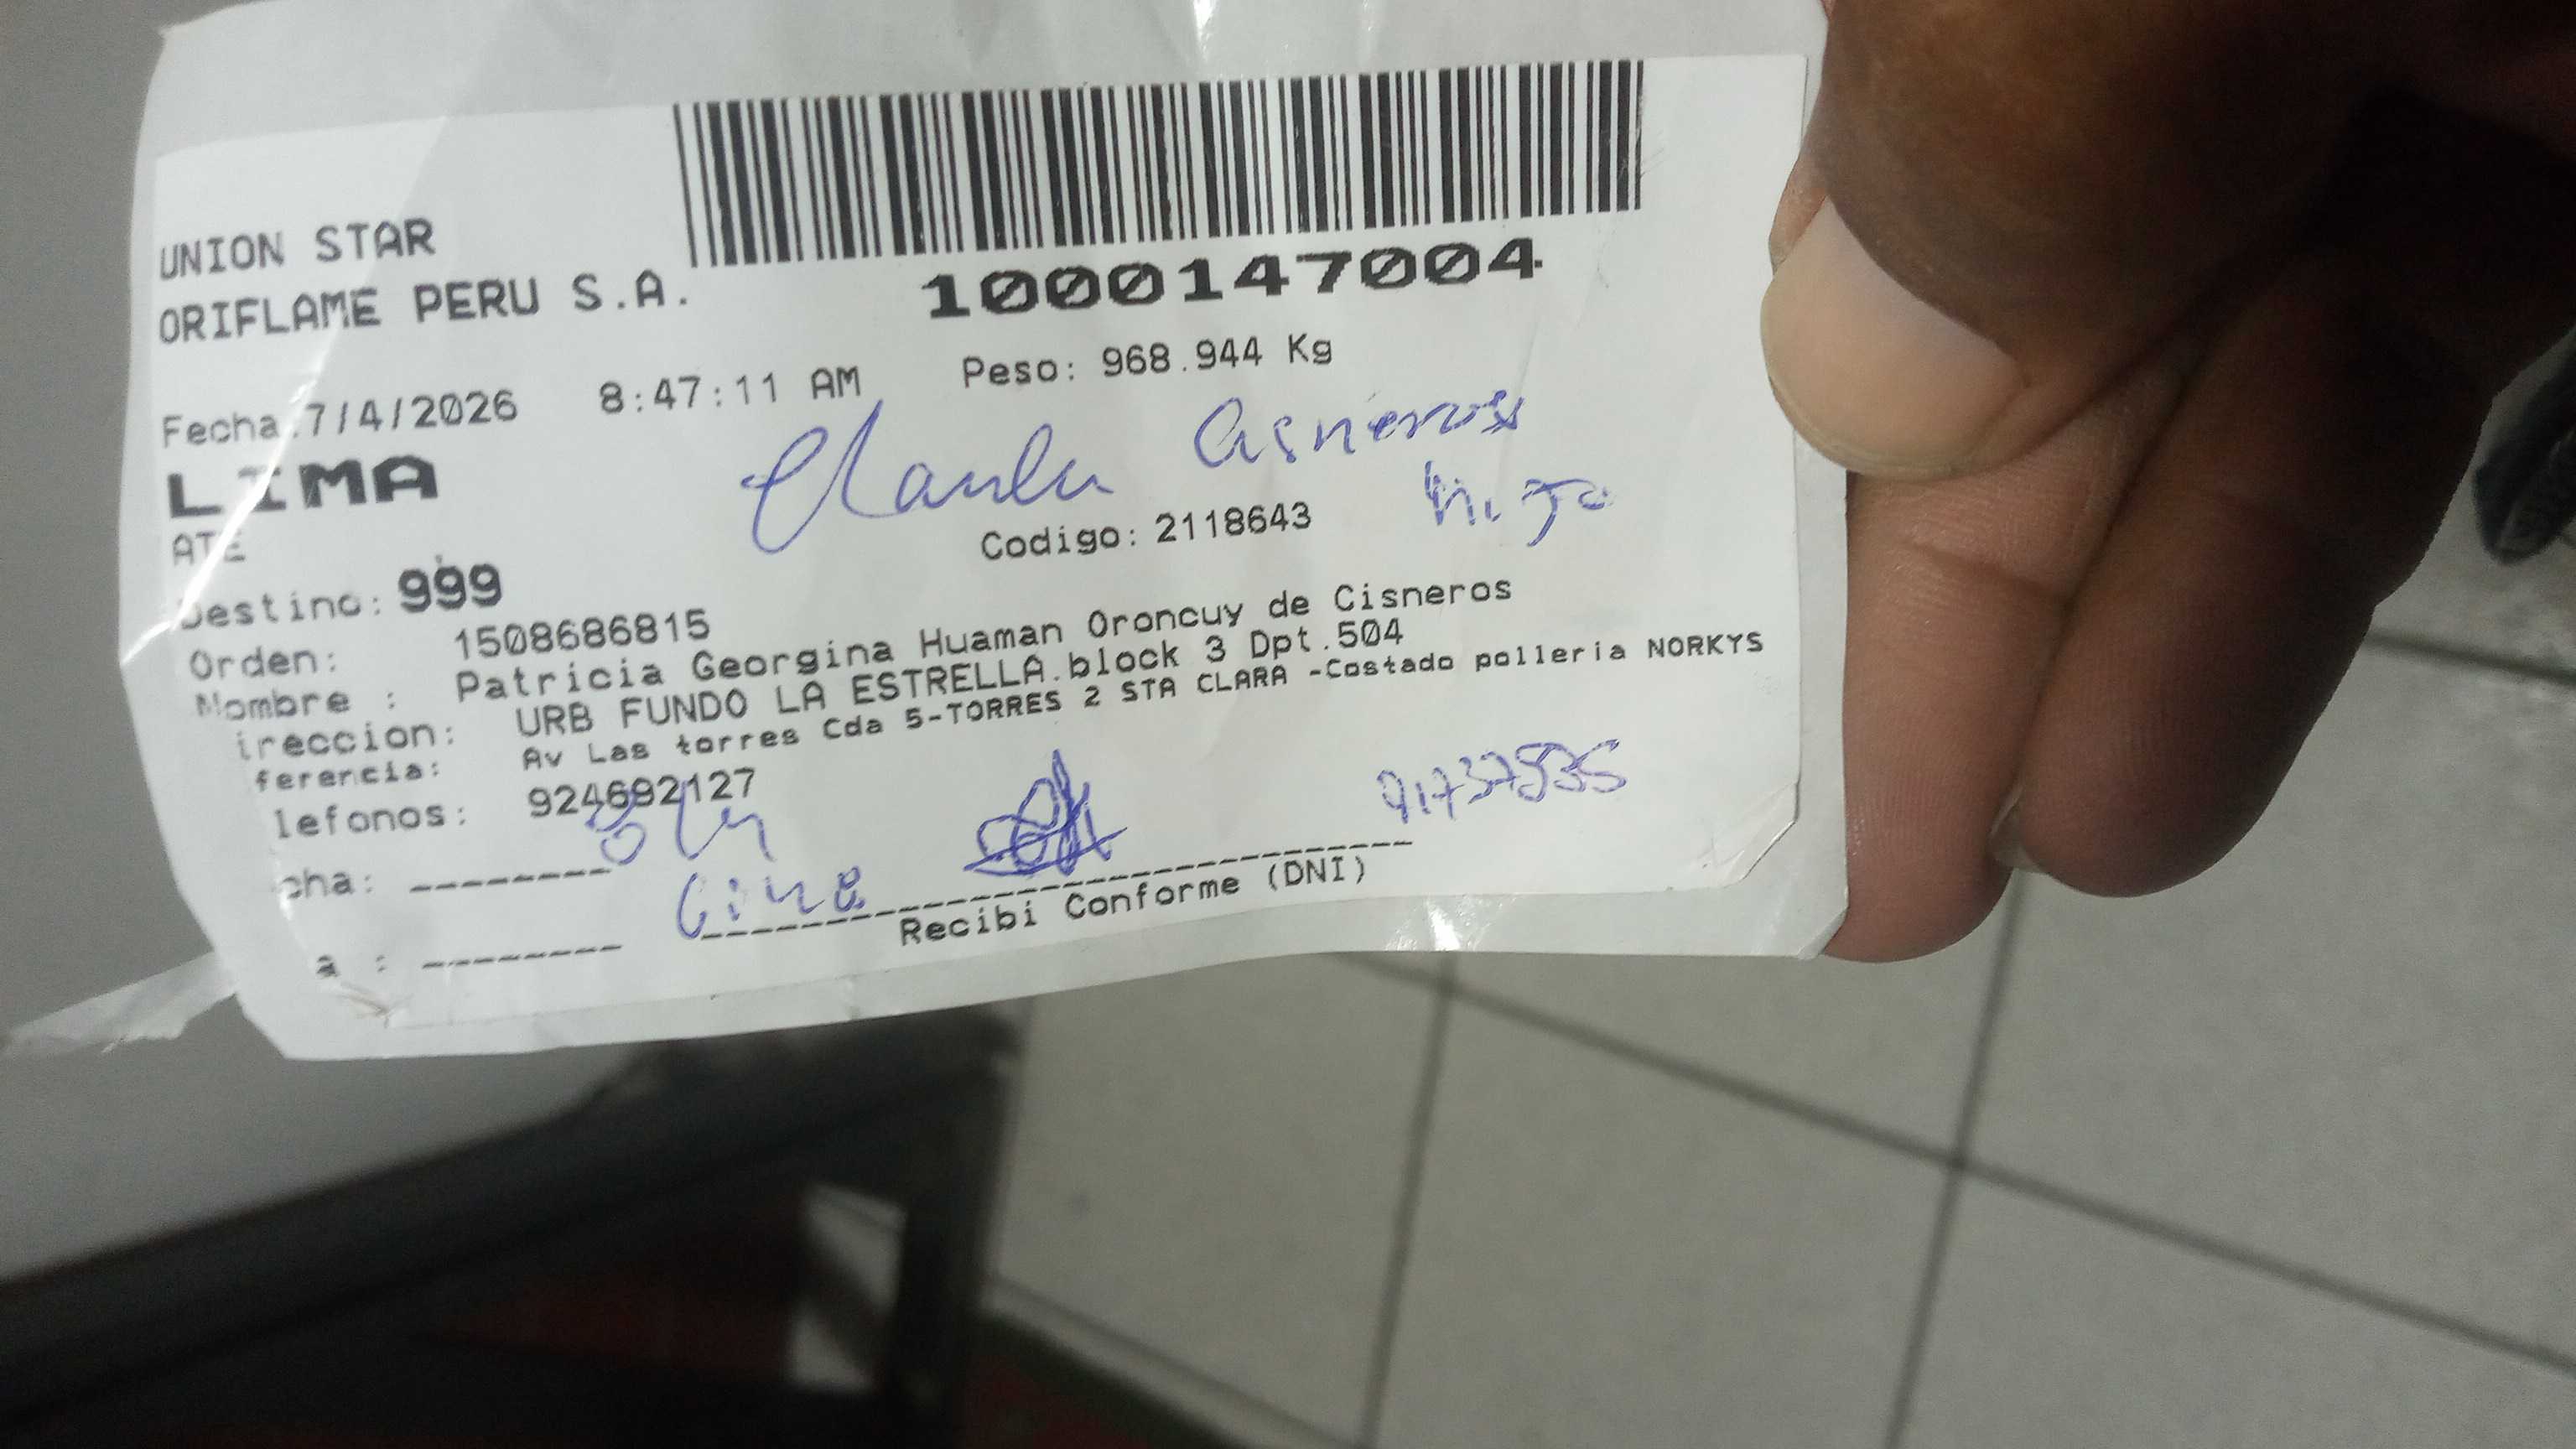 UNION STAR
ORIFLAME PERU S.A.
1000147004
Fecha:7/4/2026 8:47:11 AM Peso: 968.944 Kg
LIMA
Cisneros
ATE
Codigo: 2118643
Destino: 999
Orden: 1508686815
Nombre : Patricia Georgina Huaman Oroncuy de Cisneros
ireccion: URB FUNDO LA ESTRELLA.block 3 Dpt.504
ferencia: Av Las torres Cda 5-TORRES 2 STA CLARA -Costado polleria NORKYS
lefonos: 924692127
cha: --------
Recibi Conforme (DNI)
a : --------